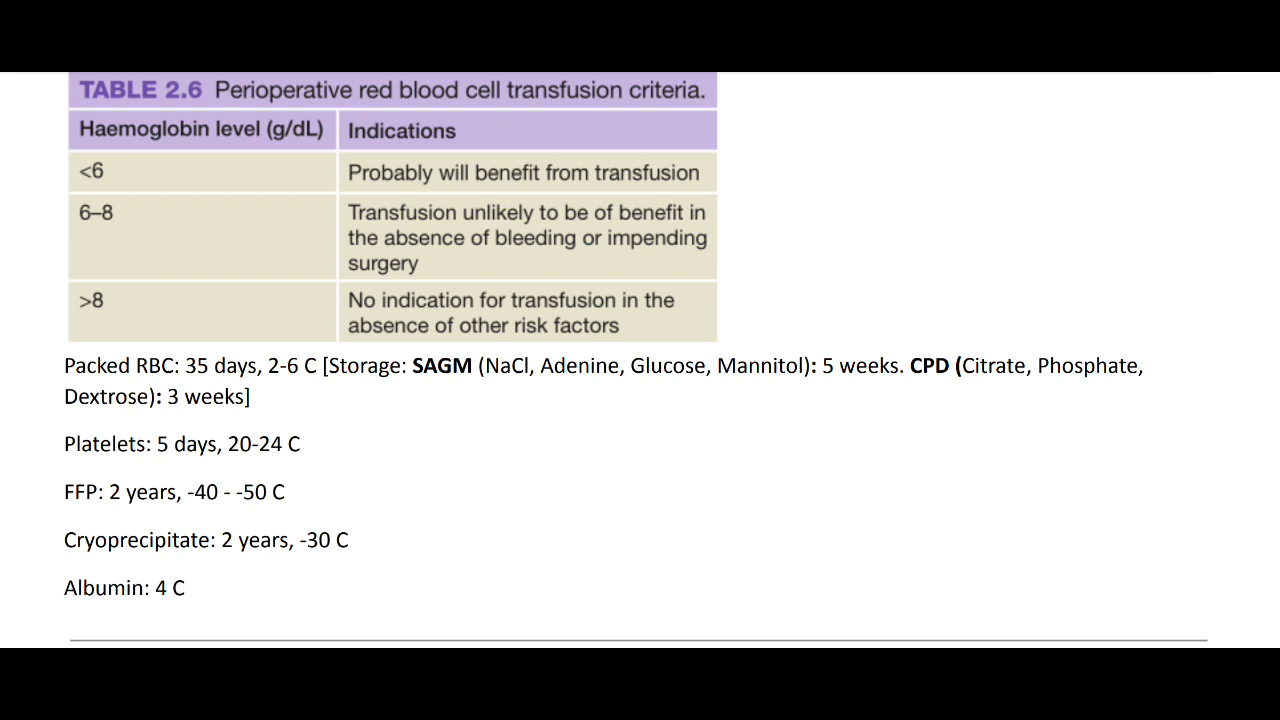 TABLE 2.6 Perioperative red blood cell transfusion criteria.
Haemoglobin level (g/dL) Indications
<6 Probably will benefit from transfusion
6–8 Transfusion unlikely to be of benefit in
the absence of bleeding or impending
surgery
>8 No indication for transfusion in the
absence of other risk factors
Packed RBC: 35 days, 2-6 C [Storage: SAGM (NaCl, Adenine, Glucose, Mannitol): 5 weeks. CPD (Citrate, Phosphate,
Dextrose): 3 weeks]
Platelets: 5 days, 20-24 C
FFP: 2 years, -40 - -50 C
Cryoprecipitate: 2 years, -30 C
Albumin: 4 C